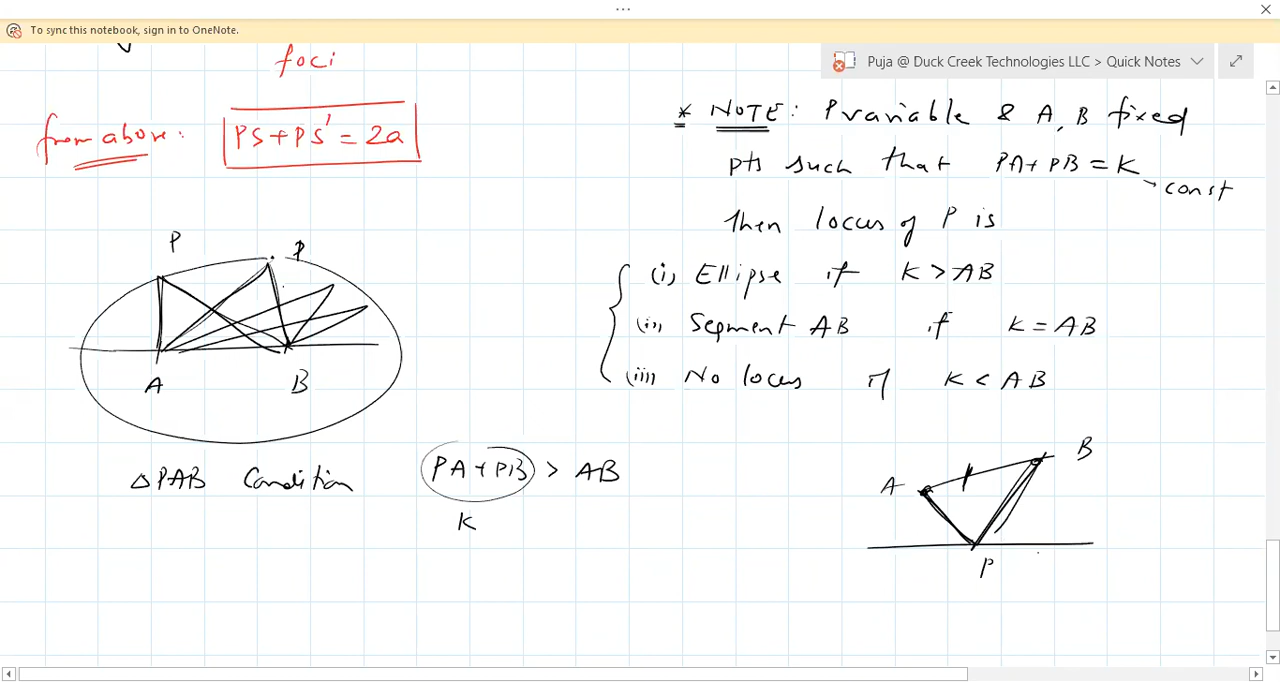 To sync this notebook, sign in to OneNote.
Puja @ Duck Creek Technologies LLC > Quick Notes
foci
from above: PS + PS' = 2a
* NOTE: P variable & A, B fixed
pts such that PA + PB = K
const
then locus of P is
(i) Ellipse if K > AB
(ii) Segment AB if K = AB
(iii) No locus if K < AB
P
P
A
B
△PAB Condition PA + PB > AB
K
A
B
P